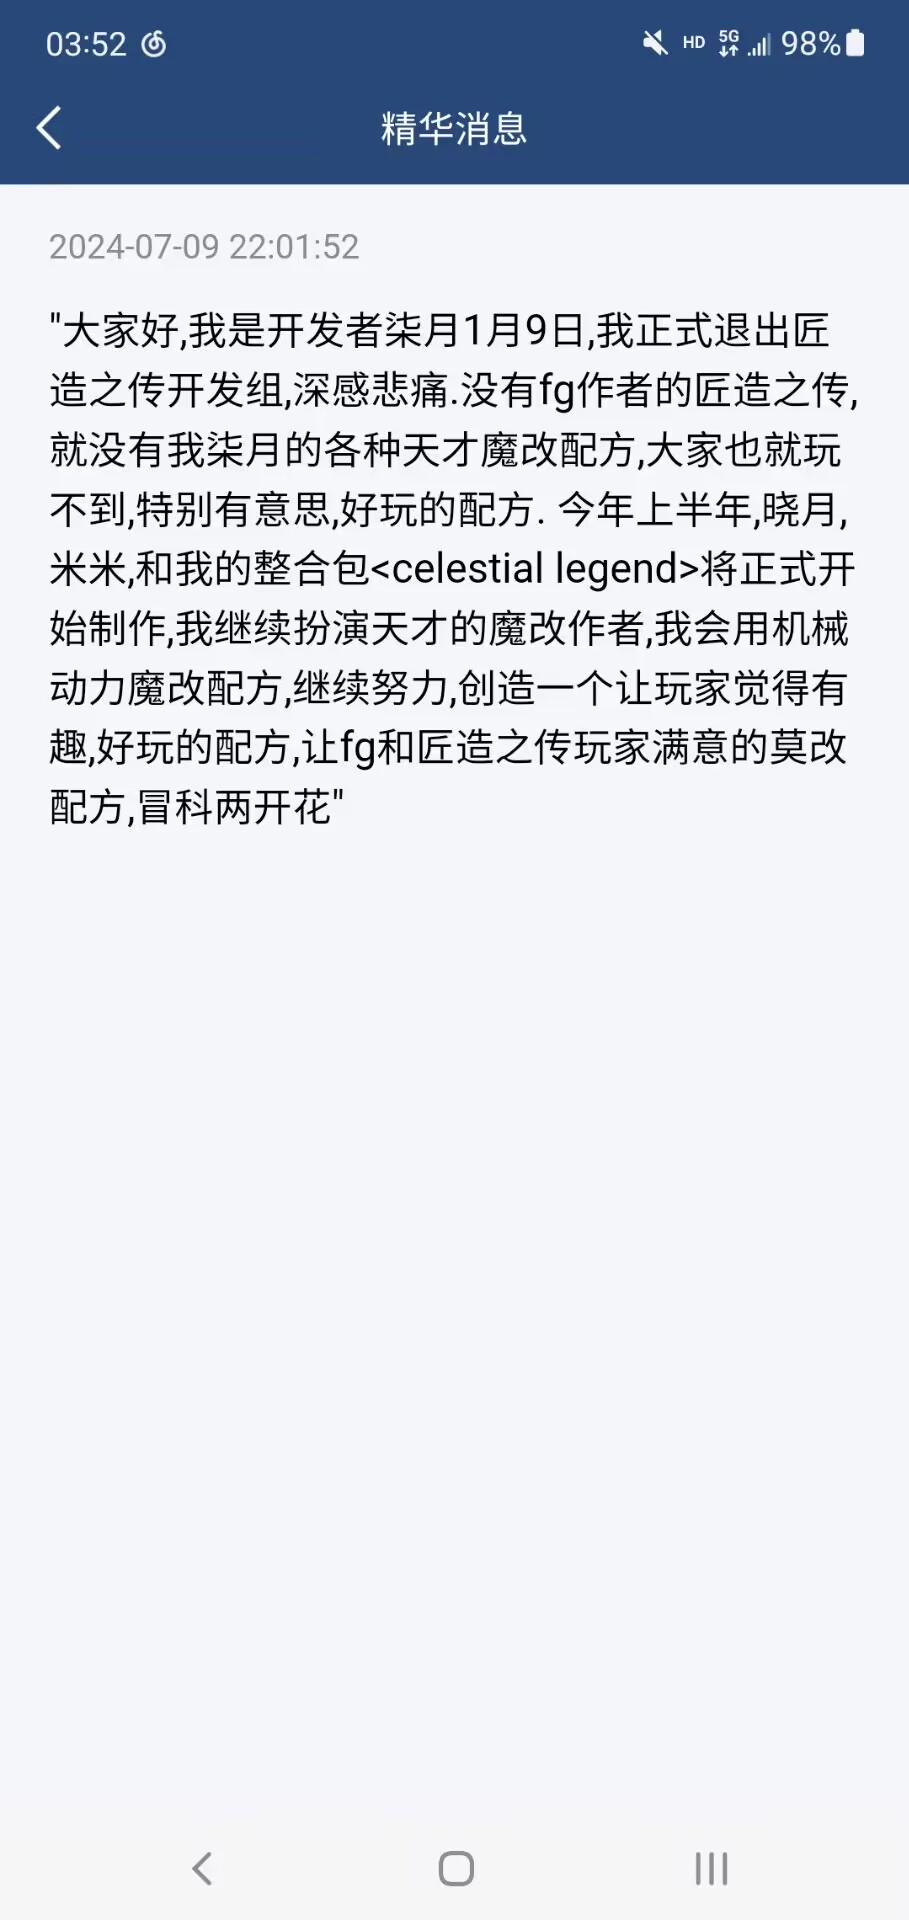 03:52
HD 5G 98%
精华消息
2024-07-09 22:01:52
"大家好,我是开发者柒月1月9日,我正式退出匠
造之传开发组,深感悲痛.没有fg作者的匠造之传,
就没有我柒月的各种天才魔改配方,大家也就玩
不到,特别有意思,好玩的配方. 今年上半年,晓月,
米米,和我的整合包<celestial legend>将正式开
始制作,我继续扮演天才的魔改作者,我会用机械
动力魔改配方,继续努力,创造一个让玩家觉得有
趣,好玩的配方,让fg和匠造之传玩家满意的莫改
配方,冒科两开花"